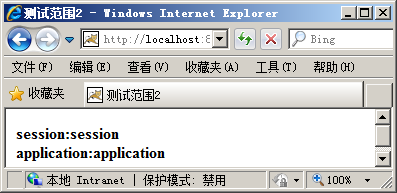 测试范围2 - Windows Internet Explorer
http://localhost:8
Bing
文件(F) 编辑(E) 查看(V) 收藏夹(A) 工具(T) 帮助(H)
收藏夹 测试范围2
session:session
application:application
本地 Intranet | 保护模式: 禁用 100%